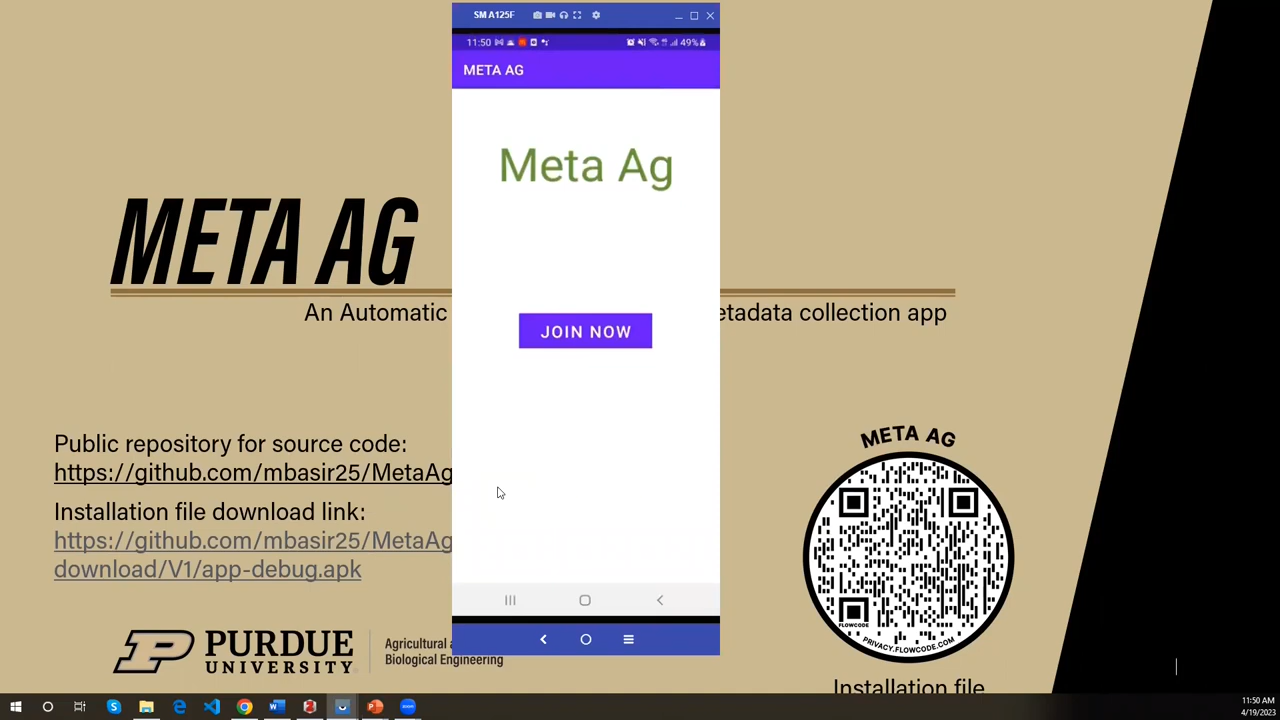 SM A125F
11:50
49%
META AG
Meta Ag
JOIN NOW
META AG
An Automatic
etadata collection app
Public repository for source code:
https://github.com/mbasir25/MetaAg
Installation file download link:
https://github.com/mbasir25/MetaAg
download/V1/app-debug.apk
PURDUE
UNIVERSITY
Agricultural a
Biological Engineering
META AG
FLOWCODE
PRIVACY.FLOWCODE.COM
Installation file
11:50 AM
4/19/2023